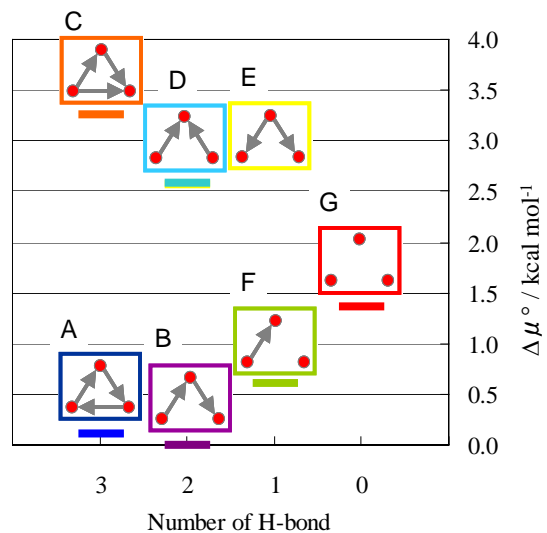 C
D
E
G
F
A
B
4.0
3.5
3.0
2.5
2.0
1.5
1.0
0.5
0.0
Δμ° / kcal mol⁻¹
3 2 1 0
Number of H-bond